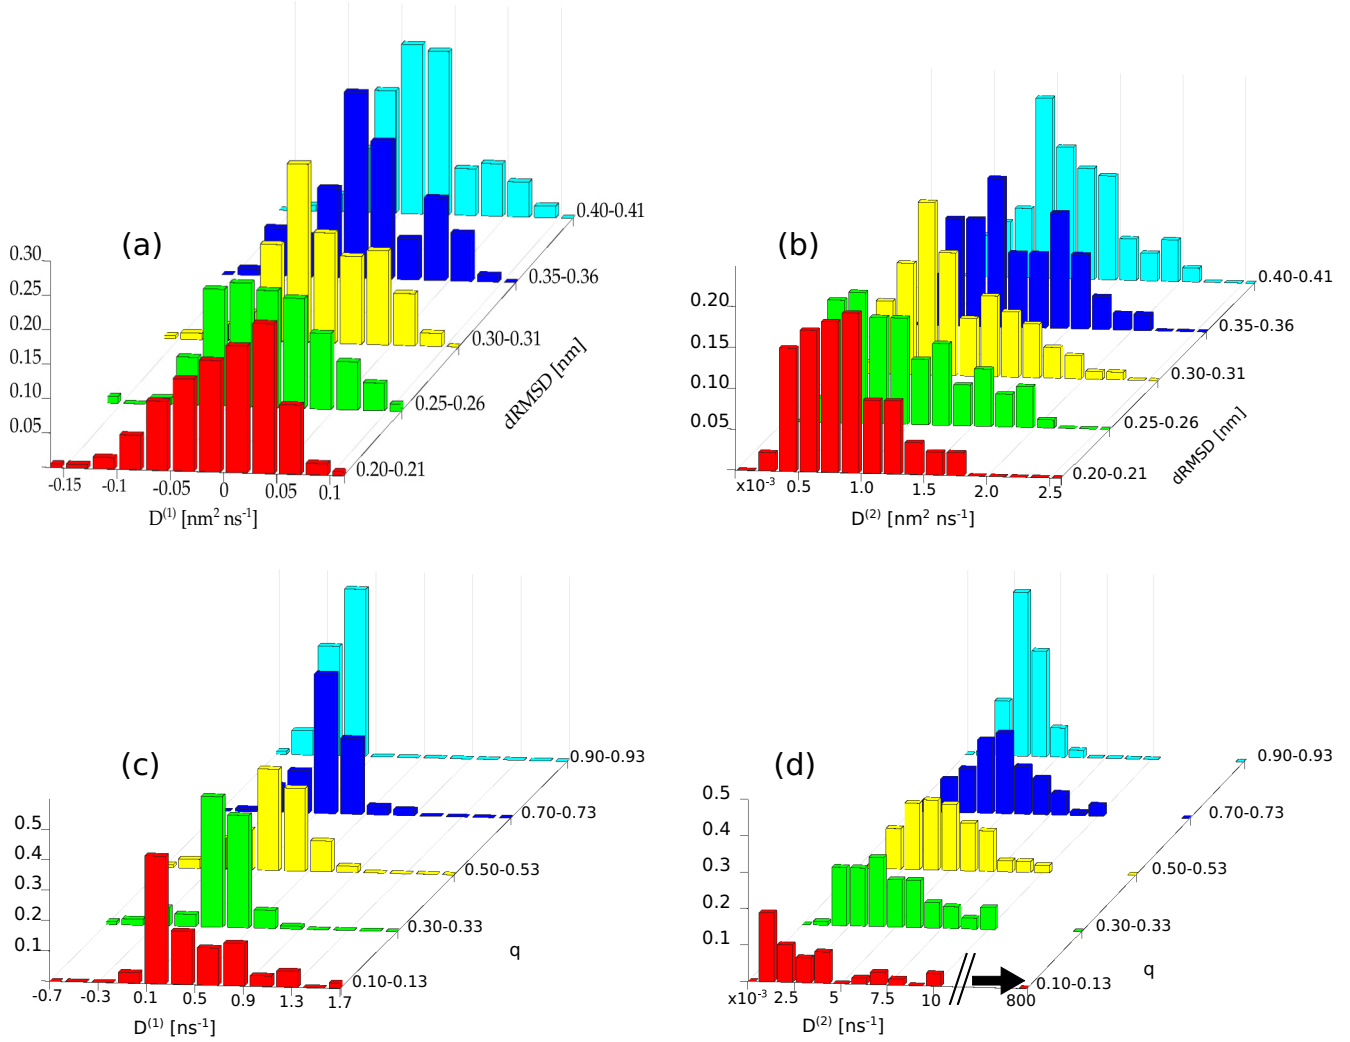 (a)
0.30
0.25
0.20
0.15
0.10
0.05
-0.15 -0.1 -0.05 0 0.05 0.1
D(1) [nm2 ns-1]
0.40-0.41
0.35-0.36
0.30-0.31
0.25-0.26
0.20-0.21
dRMSD [nm]
(b)
0.20
0.15
0.10
0.05
x10-3 0.5 1.0 1.5 2.0 2.5
D(2) [nm2 ns-1]
0.40-0.41
0.35-0.36
0.30-0.31
0.25-0.26
0.20-0.21
dRMSD [nm]
(c)
0.5
0.4
0.3
0.2
0.1
-0.7 -0.3 0.1 0.5 0.9 1.3 1.7
D(1) [ns-1]
0.90-0.93
0.70-0.73
0.50-0.53
0.30-0.33
0.10-0.13
q
(d)
0.5
0.4
0.3
0.2
0.1
x10-3 2.5 5 7.5 10 800
D(2) [ns-1]
0.90-0.93
0.70-0.73
0.50-0.53
0.30-0.33
0.10-0.13
q